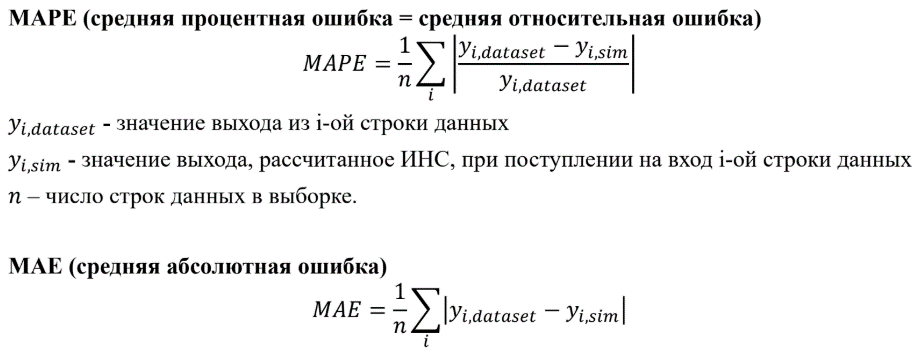 MAPE (средняя процентная ошибка = средняя относительная ошибка)
MAPE = 1/n ∑_i |(y_{i,dataset} − y_{i,sim}) / y_{i,dataset}|
y_{i,dataset} - значение выхода из i-ой строки данных
y_{i,sim} - значение выхода, рассчитанное ИНС, при поступлении на вход i-ой строки данных
n – число строк данных в выборке.
MAE (средняя абсолютная ошибка)
MAE = 1/n ∑_i |y_{i,dataset} − y_{i,sim}|